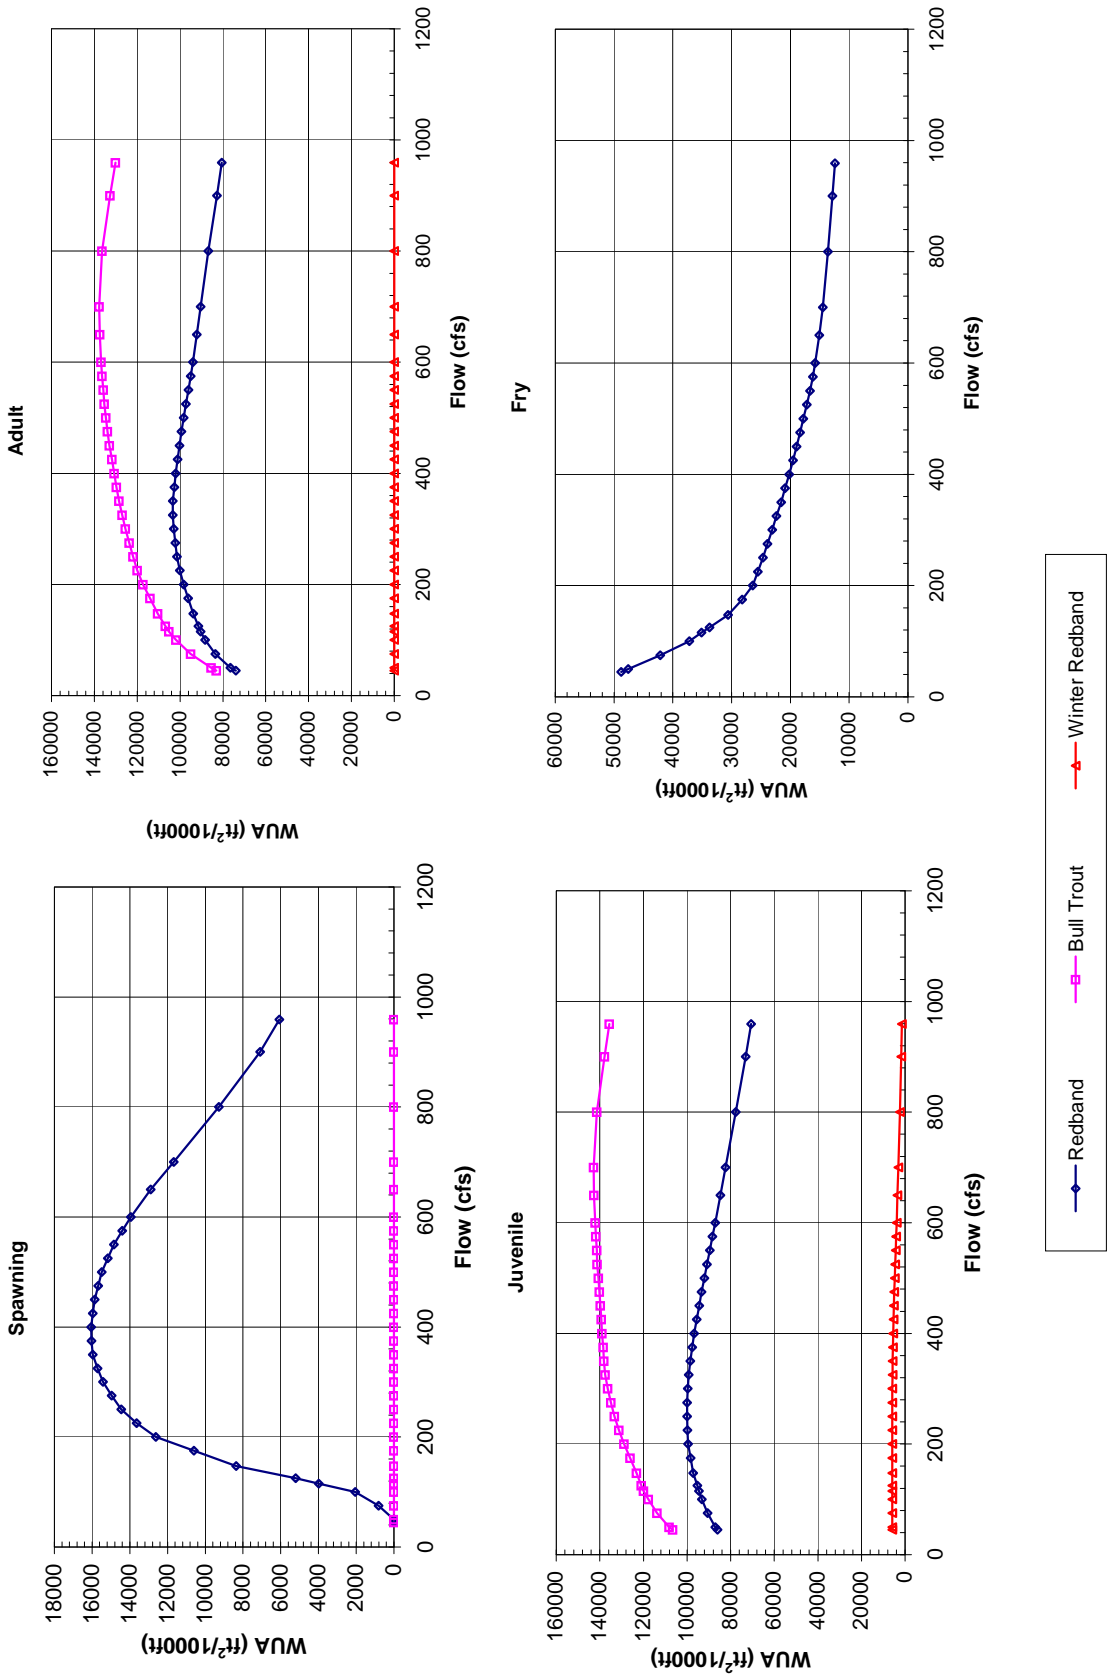 Spawning
18000
16000
14000
12000
10000
8000
6000
4000
2000
0
0 200 400 600 800 1000 1200
Flow (cfs)
WUA (ft²/1000ft)
Adult
160000
140000
120000
100000
80000
60000
40000
20000
0
0 200 400 600 800 1000 1200
Flow (cfs)
WUA (ft²/1000ft)
Juvenile
160000
140000
120000
100000
80000
60000
40000
20000
0
0 200 400 600 800 1000 1200
Flow (cfs)
WUA (ft²/1000ft)
Fry
60000
50000
40000
30000
20000
10000
0
0 200 400 600 800 1000 1200
Flow (cfs)
WUA (ft²/1000ft)
Redband Bull Trout Winter Redband